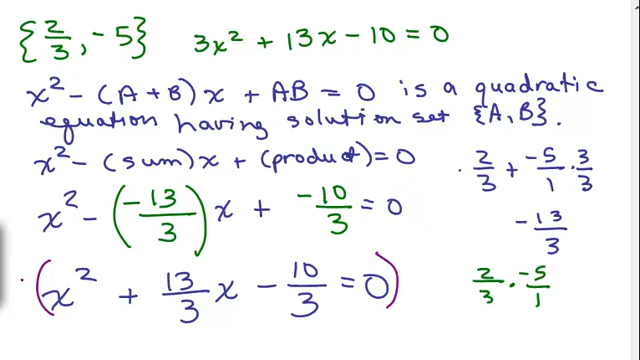 {2/3, -5}  3x² + 13x - 10 = 0
x² - (A + B)x + AB = 0 is a quadratic
equation having solution set {A, B}.
x² - (sum)x + (product) = 0
x² - (-13/3)x + -10/3 = 0
(x² + 13/3 x - 10/3 = 0)
· 2/3 + -5/1 · 3/3
-13/3
2/3 · -5/1